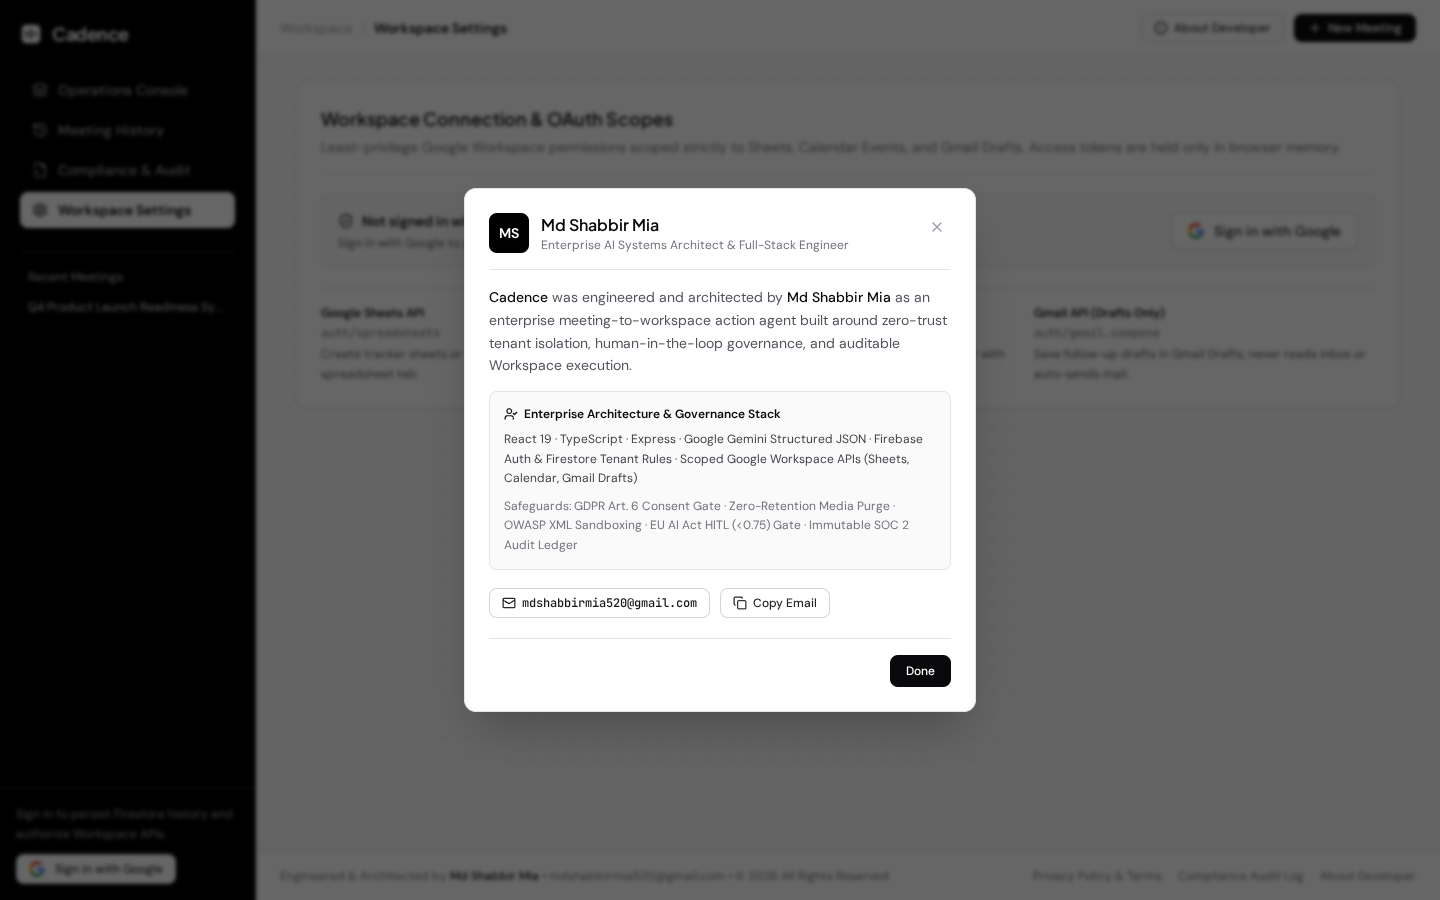 Cadence
Workspace / Workspace Settings
About Developer
+ New Meeting
Operations Console
Meeting History
Compliance & Audit
Workspace Settings
Recent Meetings
Q4 Product Launch Readiness Sy...
Workspace Connection & OAuth Scopes
Least-privilege Google Workspace permissions scoped strictly to Sheets, Calendar Events, and Gmail Drafts. Access tokens are held only in browser memory.
Not signed in wi
Sign in with Google to
Sign in with Google
Google Sheets API
auth/spreadsheets
Create tracker sheets or
spreadsheet tab.
with
Gmail API (Drafts Only)
auth/gmail.compose
Save follow-up drafts in Gmail Drafts; never reads inbox or
auto-sends mail.
MS
Md Shabbir Mia
Enterprise AI Systems Architect & Full-Stack Engineer
Cadence was engineered and architected by Md Shabbir Mia as an
enterprise meeting-to-workspace action agent built around zero-trust
tenant isolation, human-in-the-loop governance, and auditable
Workspace execution.
Enterprise Architecture & Governance Stack
React 19 · TypeScript · Express · Google Gemini Structured JSON · Firebase
Auth & Firestore Tenant Rules · Scoped Google Workspace APIs (Sheets,
Calendar, Gmail Drafts)
Safeguards: GDPR Art. 6 Consent Gate · Zero-Retention Media Purge ·
OWASP XML Sandboxing · EU AI Act HITL (<0.75) Gate · Immutable SOC 2
Audit Ledger
mdshabbirmia520@gmail.com
Copy Email
Done
Sign in to persist Firestore history and
authorize Workspace APIs.
Sign in with Google
Engineered & Architected by Md Shabbir Mia • mdshabbirmia520@gmail.com • © 2026 All Rights Reserved
Privacy Policy & Terms
Compliance Audit Log
About Developer